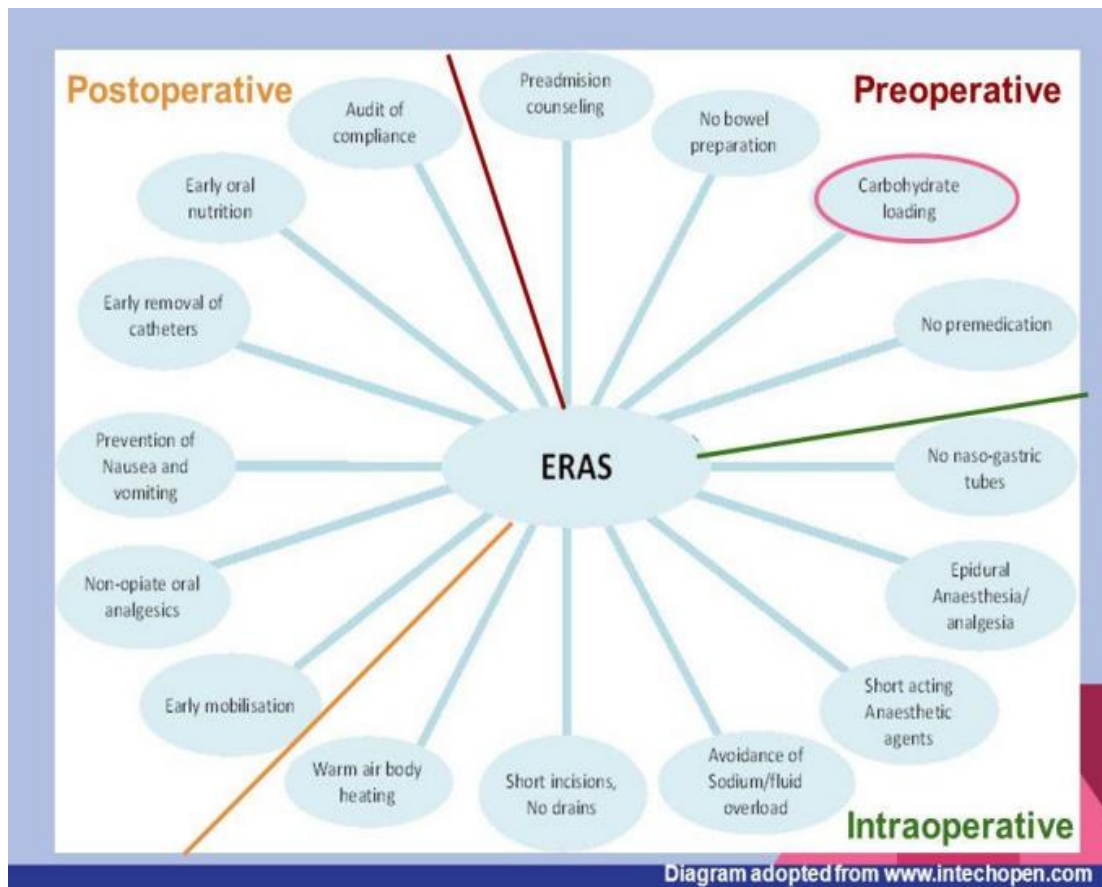 Postoperative
Preoperative
Preadmision
counseling
Audit of
compliance
No bowel
preparation
Early oral
nutrition
Carbohydrate
loading
Early removal of
catheters
No premedication
Prevention of
Nausea and
vomiting
ERAS
No naso-gastric
tubes
Non-opiate oral
analgesics
Epidural
Anaesthesia/
analgesia
Early mobilisation
Short acting
Anaesthetic
agents
Warm air body
heating
Short incisions,
No drains
Avoidance of
Sodium/fluid
overload
Intraoperative
Diagram adopted from www.intechopen.com